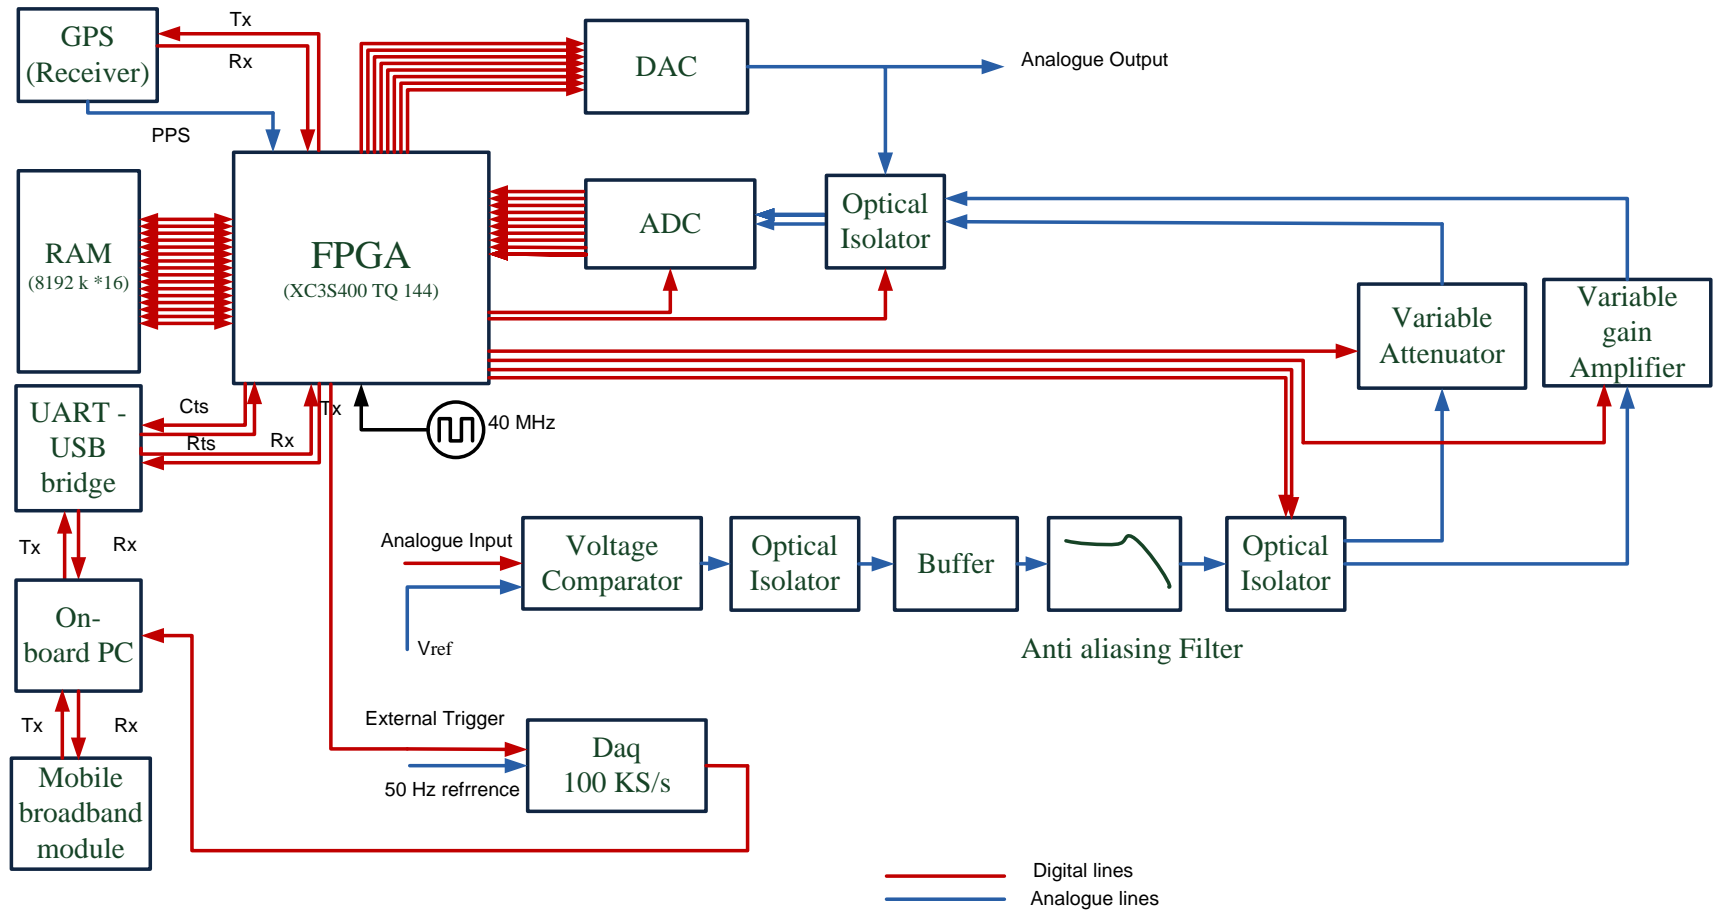 GPS
(Receiver)
Tx
Rx
PPS
DAC
Analogue Output
RAM
(8192 k *16)
FPGA
(XC3S400 TQ 144)
ADC
Optical
Isolator
Variable
Attenuator
Variable
gain
Amplifier
UART -
USB
bridge
Cts
Rts
Rx
Tx
40 MHz
Tx
Rx
Analogue Input
Vref
Voltage
Comparator
Optical
Isolator
Buffer
Anti aliasing Filter
Optical
Isolator
On-
board PC
Tx
Rx
External Trigger
50 Hz refrrence
Daq
100 KS/s
Mobile
broadband
module
Digital lines
Analogue lines